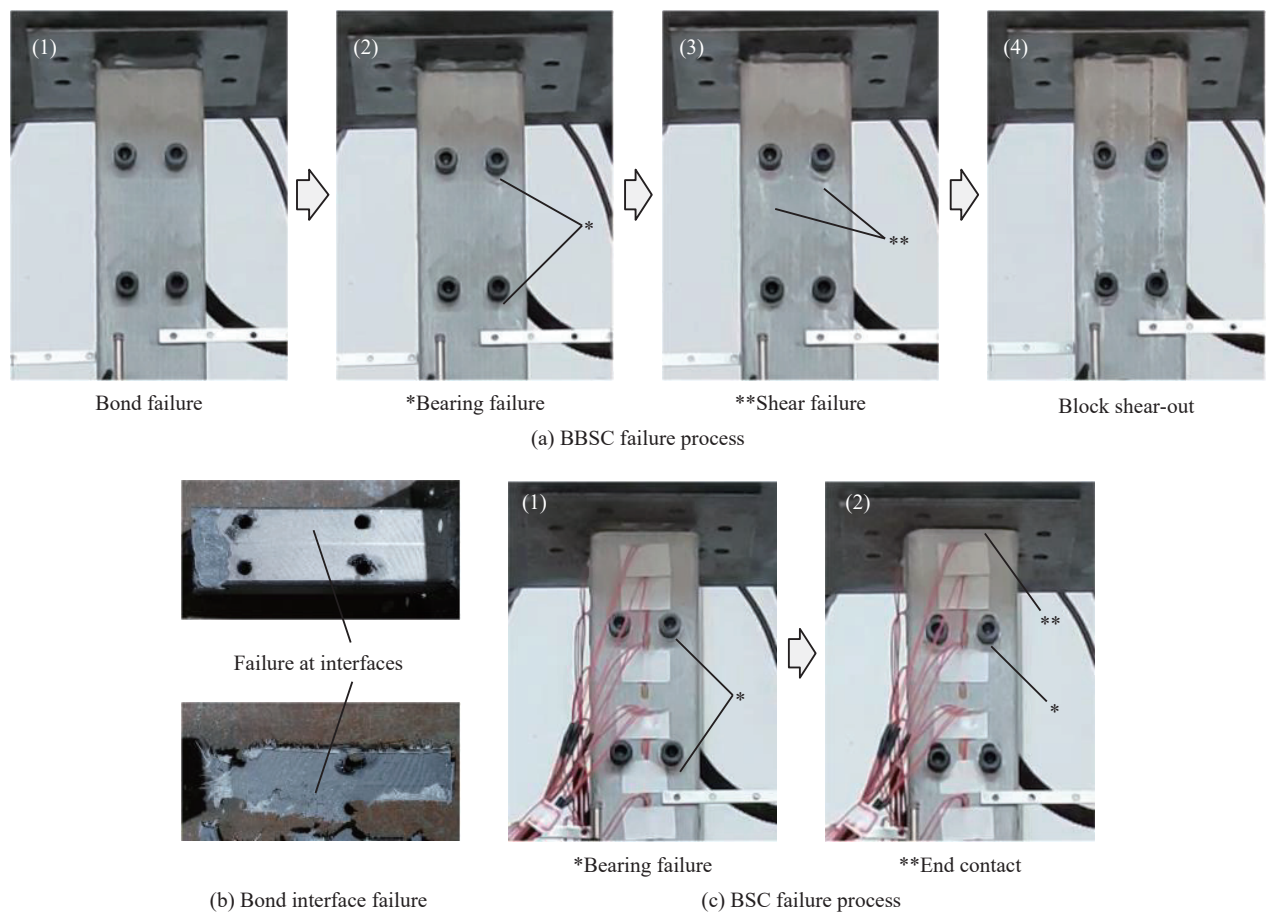 (1)
(2)
(3)
(4)
*
**
Bond failure
*Bearing failure
**Shear failure
Block shear-out
(a) BBSC failure process
(1)
(2)
Failure at interfaces
*
**
*
*Bearing failure
**End contact
(b) Bond interface failure
(c) BSC failure process